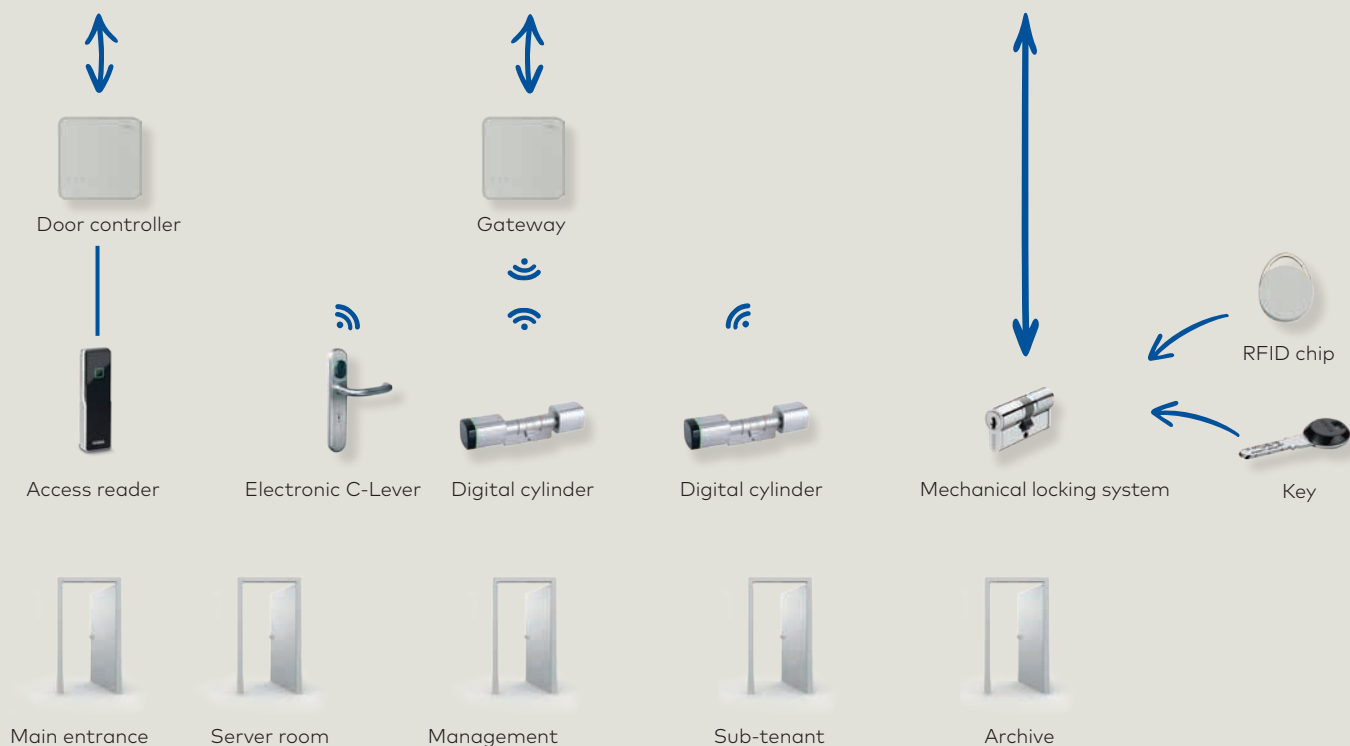 Door controller
Gateway
RFID chip
Access reader
Electronic C-Lever
Digital cylinder
Digital cylinder
Mechanical locking system
Key
Main entrance
Server room
Management
Sub-tenant
Archive